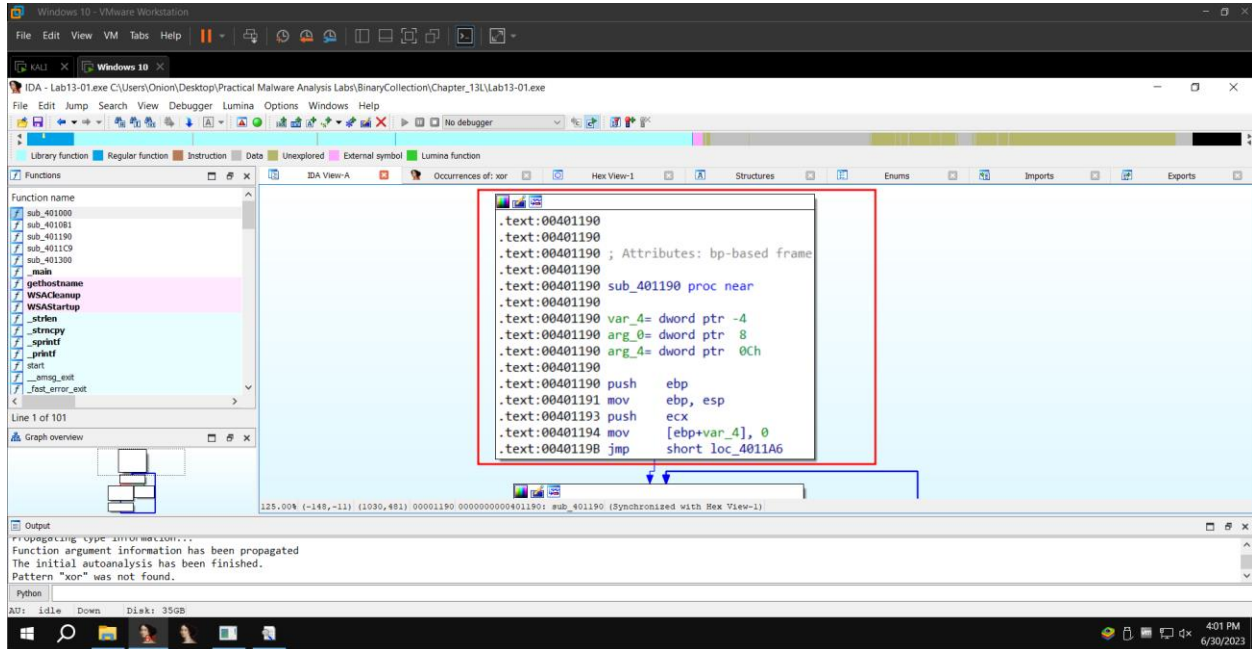 Windows 10 - VMware Workstation
File Edit View VM Tabs Help
KALI Windows 10
IDA - Lab13-01.exe C:\Users\Onion\Desktop\Practical Malware Analysis Labs\BinaryCollection\Chapter_13L\Lab13-01.exe
File Edit Jump Search View Debugger Lumina Options Windows Help
No debugger
Library function Regular function Instruction Data Unexplored External symbol Lumina function
Functions
IDA View-A Occurrences of: xor Hex View-1 Structures Enums Imports Exports
Function name
sub_401000
sub_4010B1
sub_401190
sub_4011C9
sub_401300
_main
gethostname
WSACleanup
WSAStartup
_strlen
_strncpy
_sprintf
_printf
start
__amsg_exit
_fast_error_exit
Line 1 of 101
Graph overview
.text:00401190
.text:00401190
.text:00401190 ; Attributes: bp-based frame
.text:00401190
.text:00401190 sub_401190 proc near
.text:00401190
.text:00401190 var_4= dword ptr -4
.text:00401190 arg_0= dword ptr 8
.text:00401190 arg_4= dword ptr 0Ch
.text:00401190
.text:00401190 push ebp
.text:00401191 mov ebp, esp
.text:00401193 push ecx
.text:00401194 mov [ebp+var_4], 0
.text:0040119B jmp short loc_4011A6
125.00% (-148,-11) (1030,481) 00001190 0000000000401190: sub_401190 (Synchronized with Hex View-1)
Output
Propagating type information...
Function argument information has been propagated
The initial autoanalysis has been finished.
Pattern "xor" was not found.
Python
AU: idle Down Disk: 35GB
4:01 PM
6/30/2023